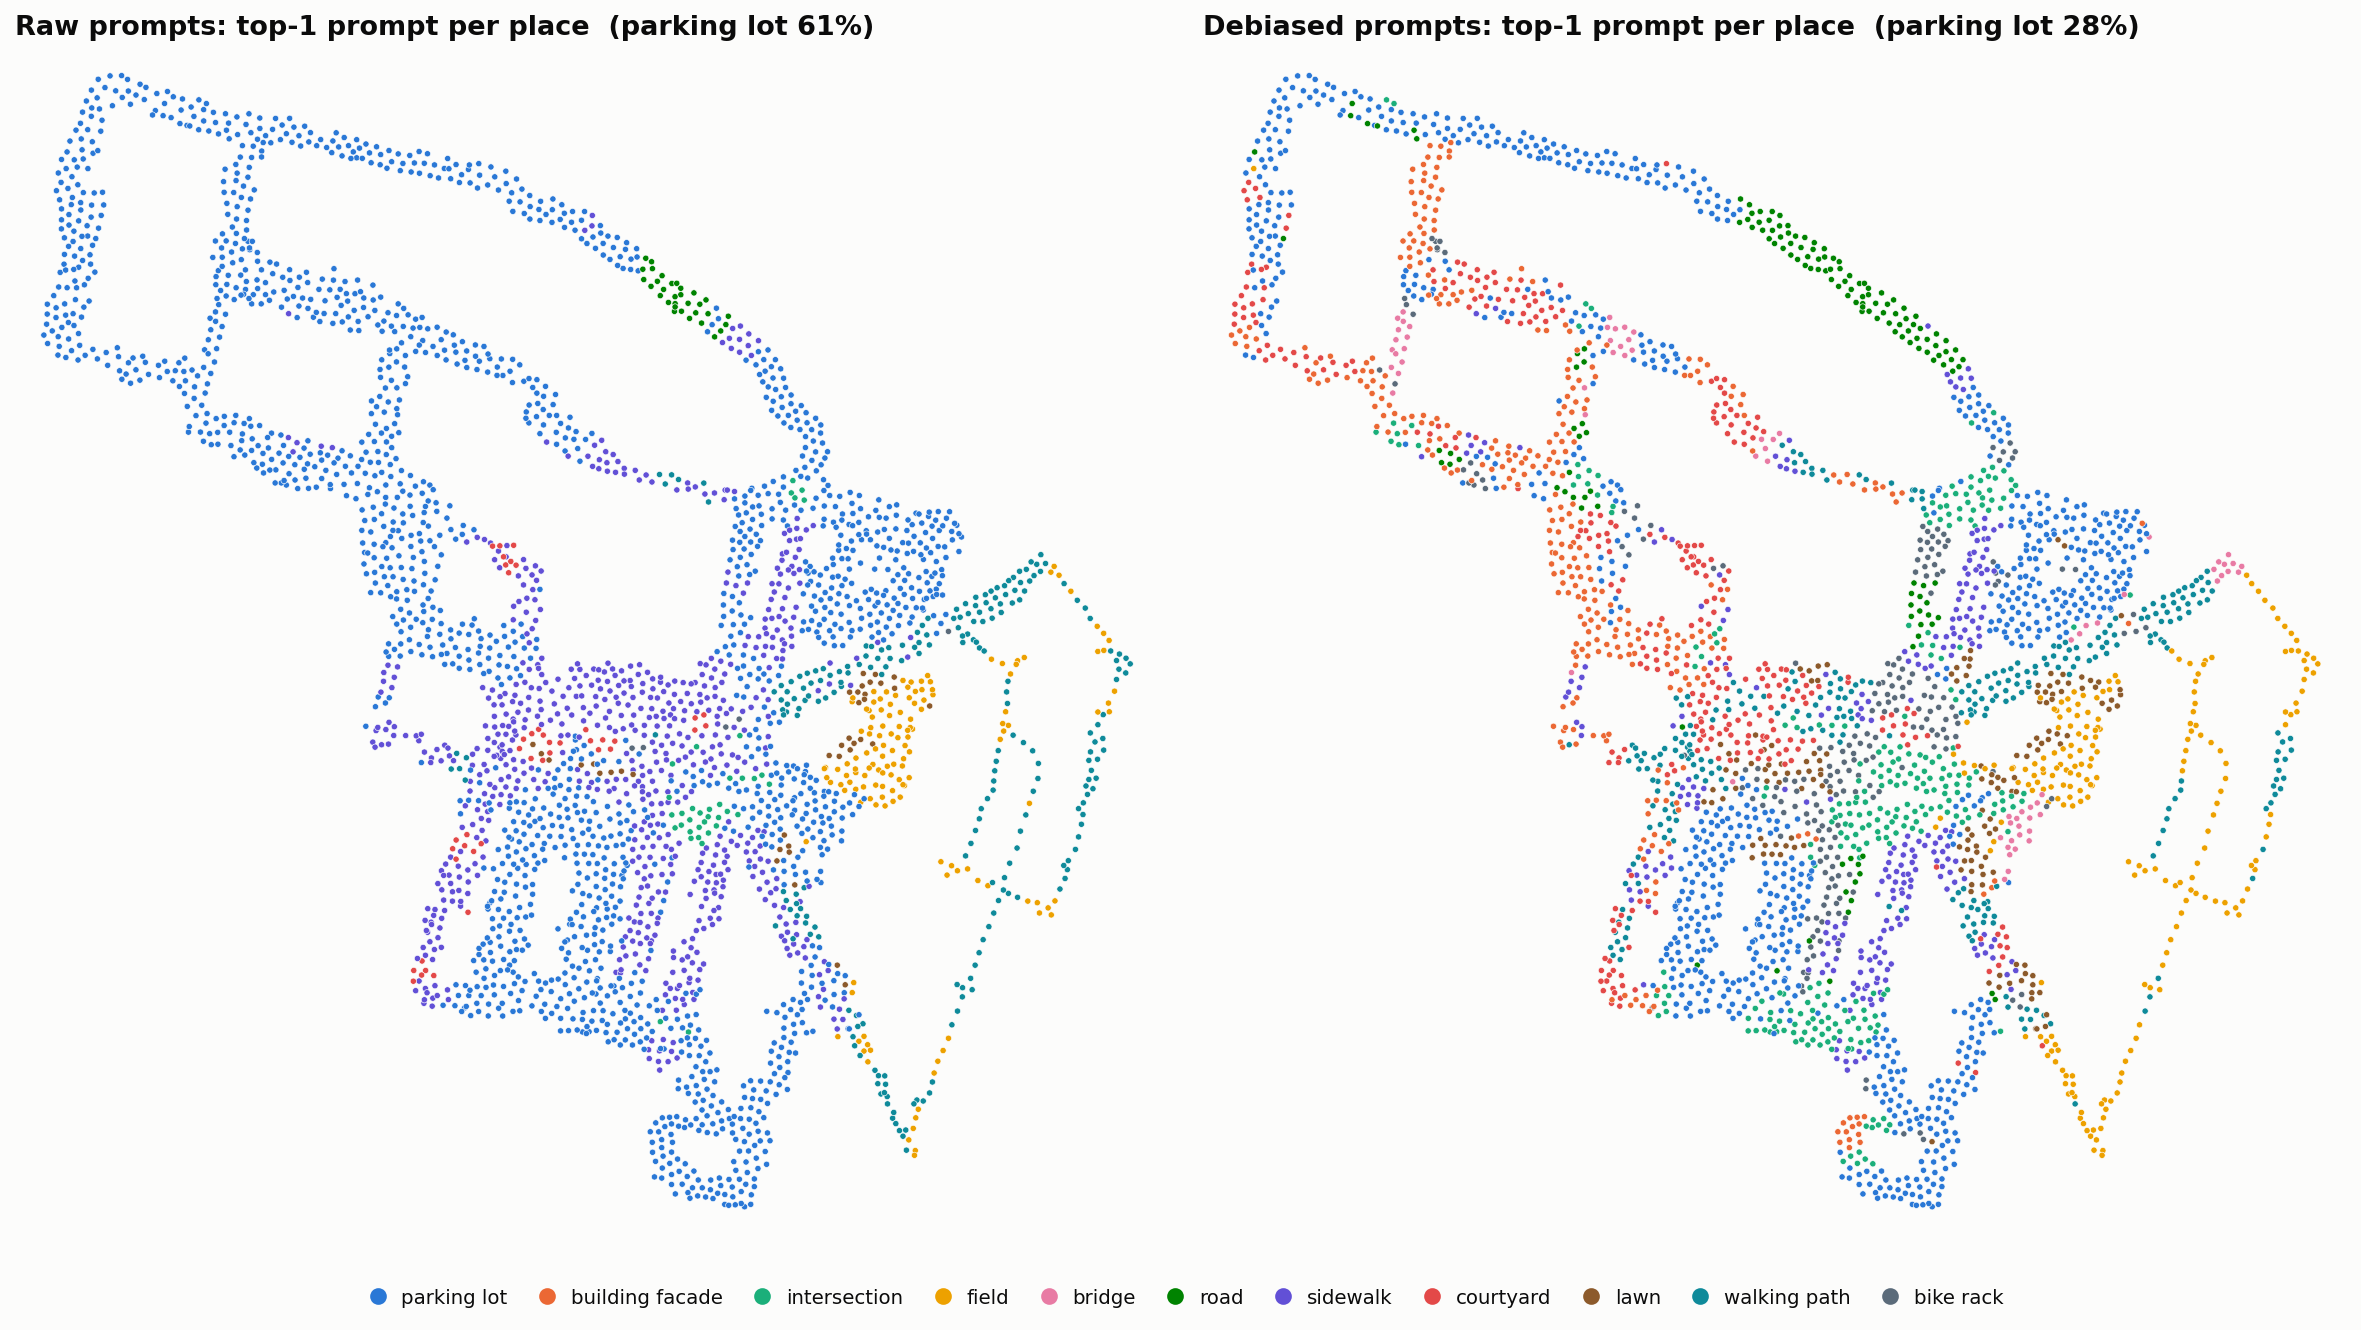 Raw prompts: top-1 prompt per place (parking lot 61%)
Debiased prompts: top-1 prompt per place (parking lot 28%)
parking lot building facade intersection field bridge road sidewalk courtyard lawn walking path bike rack